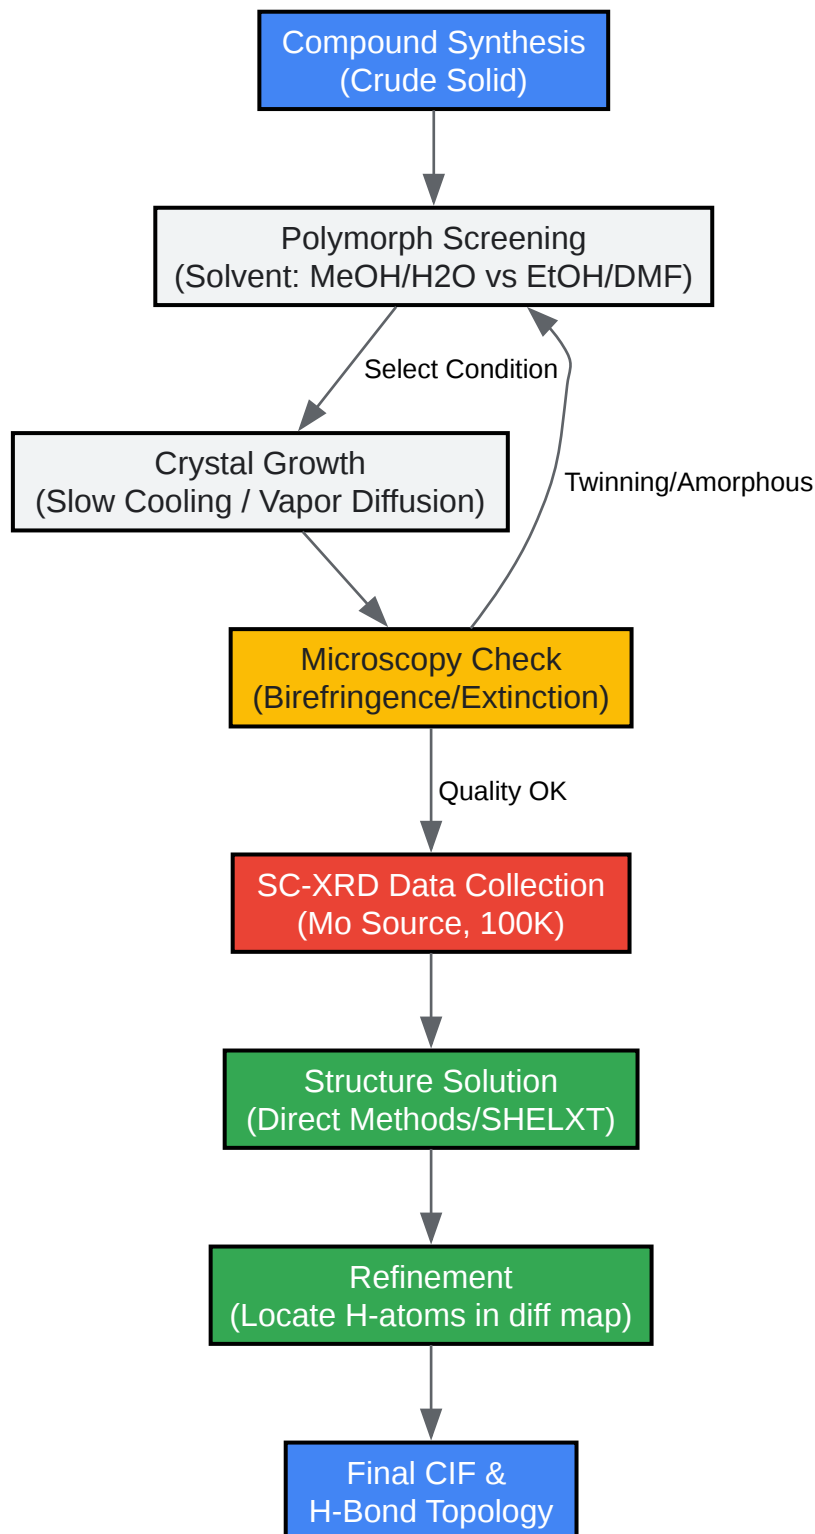 Compound Synthesis
(Crude Solid)
Polymorph Screening
(Solvent: MeOH/H2O vs EtOH/DMF)
Select Condition
Crystal Growth
(Slow Cooling / Vapor Diffusion)
Twinning/Amorphous
Microscopy Check
(Birefringence/Extinction)
Quality OK
SC-XRD Data Collection
(Mo Source, 100K)
Structure Solution
(Direct Methods/SHELXT)
Refinement
(Locate H-atoms in diff map)
Final CIF &
H-Bond Topology